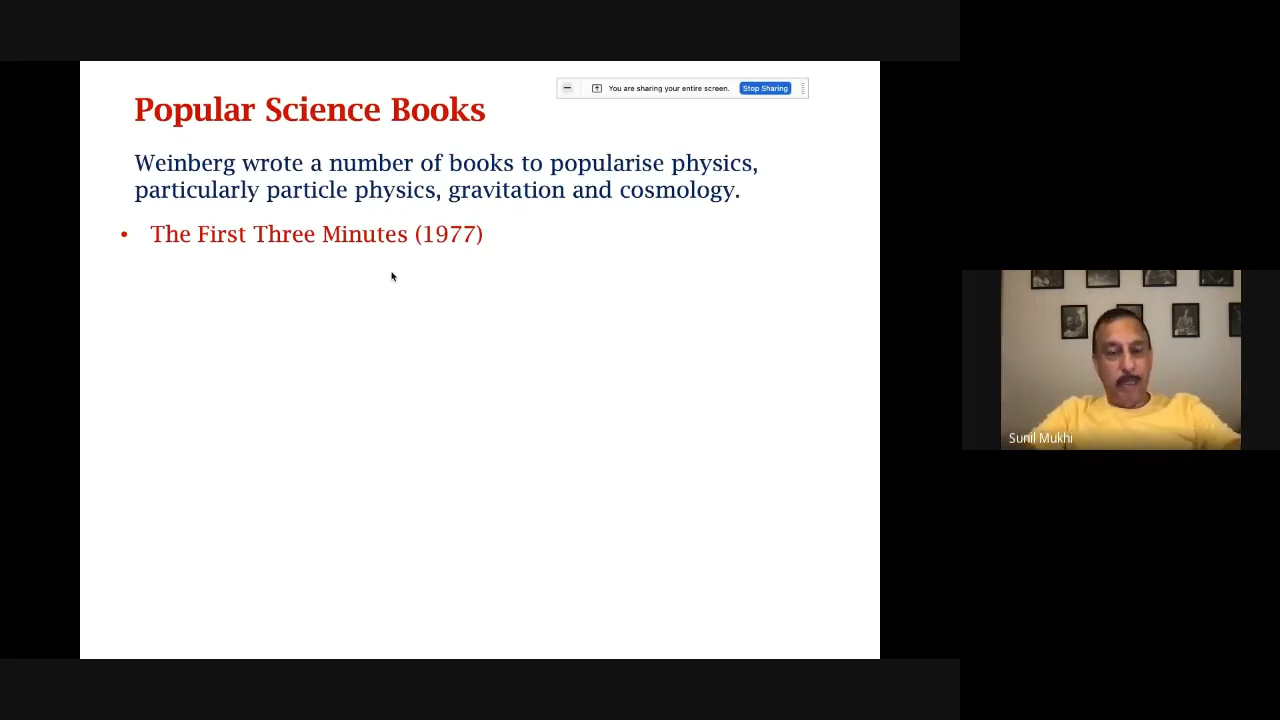 You are sharing your entire screen. Stop Sharing
Popular Science Books
Weinberg wrote a number of books to popularise physics,
particularly particle physics, gravitation and cosmology.
• The First Three Minutes (1977)
Sunil Mukhi